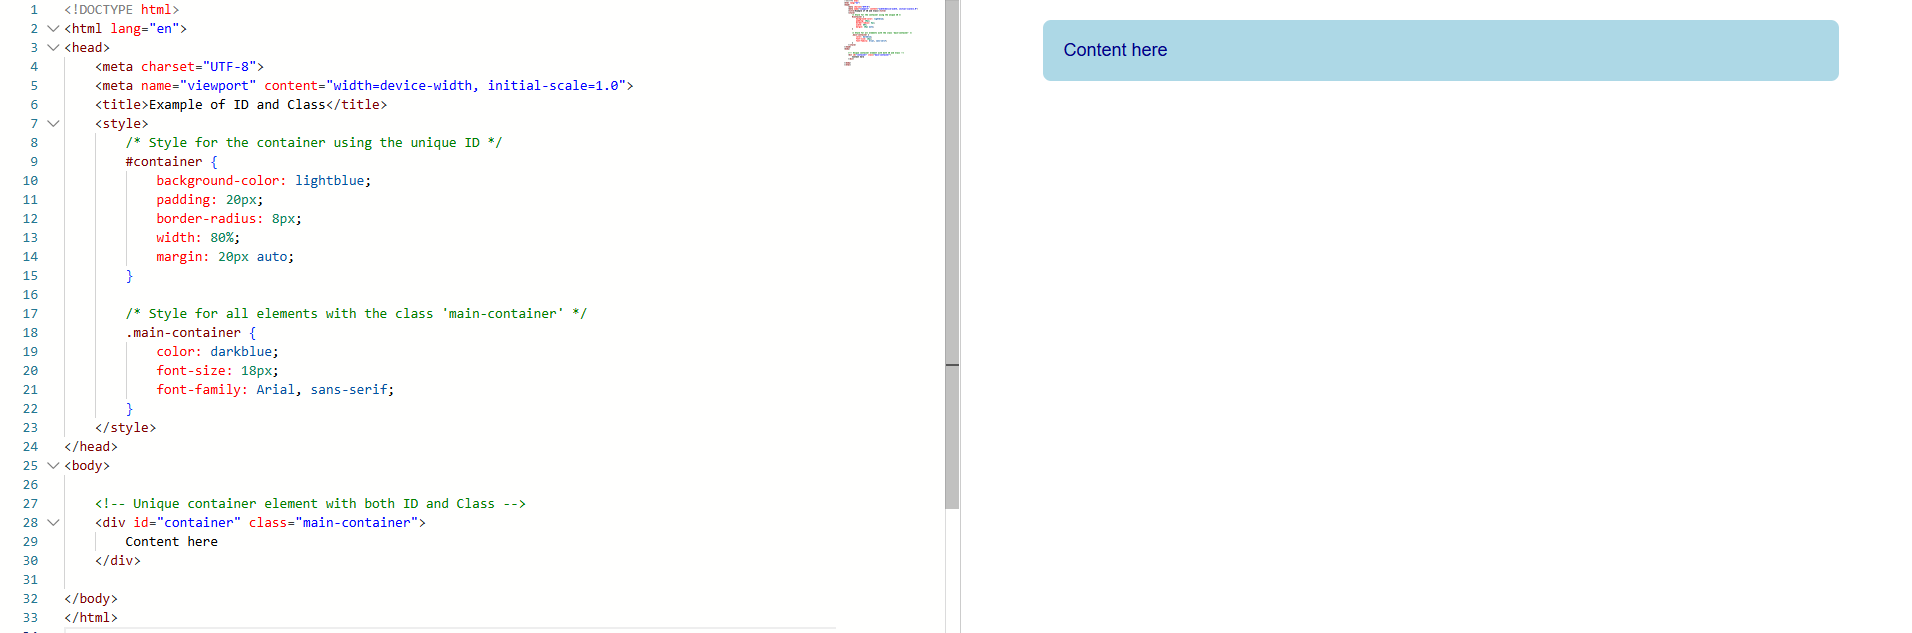 1 <!DOCTYPE html>
2 <html lang="en">
3 <head>
4     <meta charset="UTF-8">
5     <meta name="viewport" content="width=device-width, initial-scale=1.0">
6     <title>Example of ID and Class</title>
7     <style>
8         /* Style for the container using the unique ID */
9         #container {
10             background-color: lightblue;
11             padding: 20px;
12             border-radius: 8px;
13             width: 80%;
14             margin: 20px auto;
15         }
16
17         /* Style for all elements with the class 'main-container' */
18         .main-container {
19             color: darkblue;
20             font-size: 18px;
21             font-family: Arial, sans-serif;
22         }
23     </style>
24 </head>
25 <body>
26
27     <!-- Unique container element with both ID and Class -->
28     <div id="container" class="main-container">
29         Content here
30     </div>
31
32 </body>
33 </html>
Content here